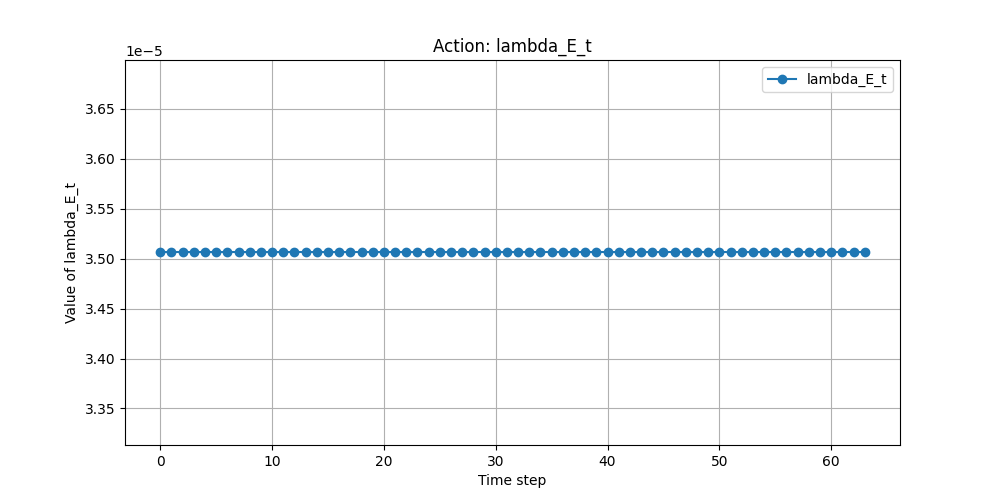 Action: lambda_E_t
1e−5
lambda_E_t
3.65
3.60
3.55
3.50
3.45
3.40
3.35
Value of lambda_E_t
0 10 20 30 40 50 60
Time step